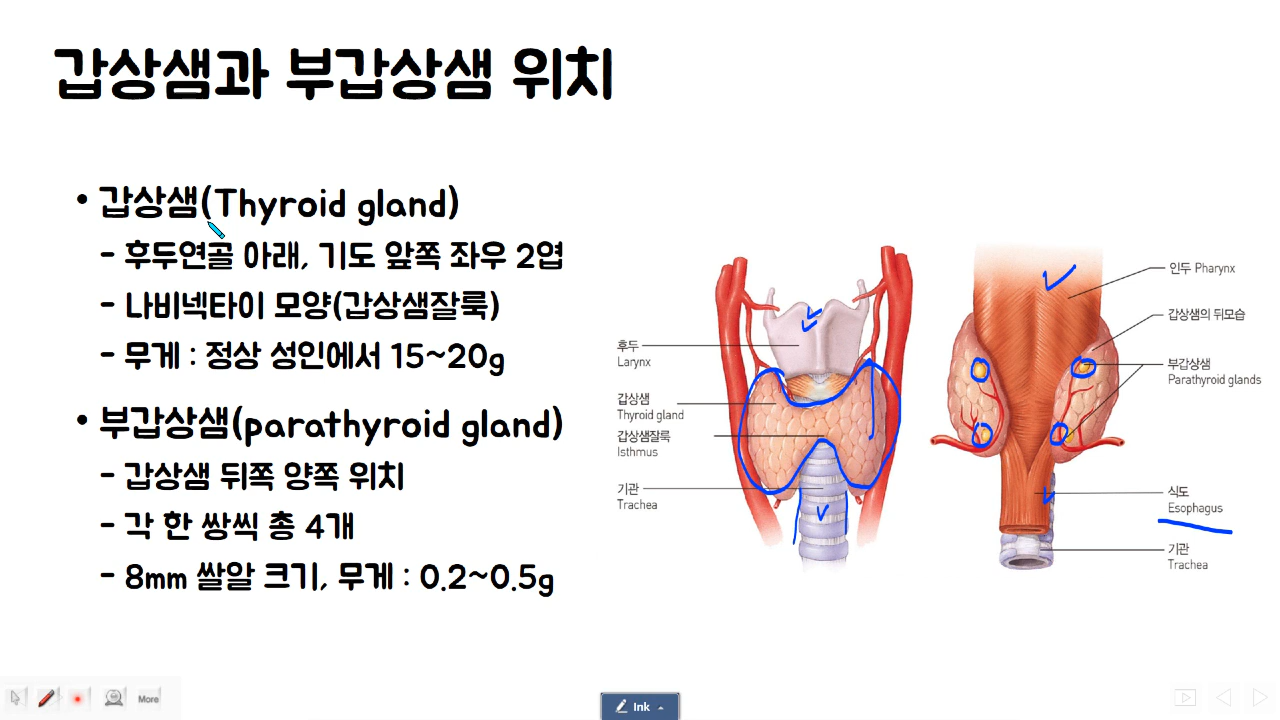 갑상샘과 부갑상샘 위치
• 갑상샘(Thyroid gland)
- 후두연골 아래, 기도 앞쪽 좌우 2엽
- 나비넥타이 모양(갑상샘잘룩)
- 무게 : 정상 성인에서 15~20g
• 부갑상샘(parathyroid gland)
- 갑상샘 뒤쪽 양쪽 위치
- 각 한 쌍씩 총 4개
- 8mm 쌀알 크기, 무게 : 0.2~0.5g
후두
Larynx
갑상샘
Thyroid gland
갑상샘잘룩
Isthmus
기관
Trachea
인두 Pharynx
갑상샘의 뒤모습
부갑상샘
Parathyroid glands
식도
Esophagus
기관
Trachea
More
Ink